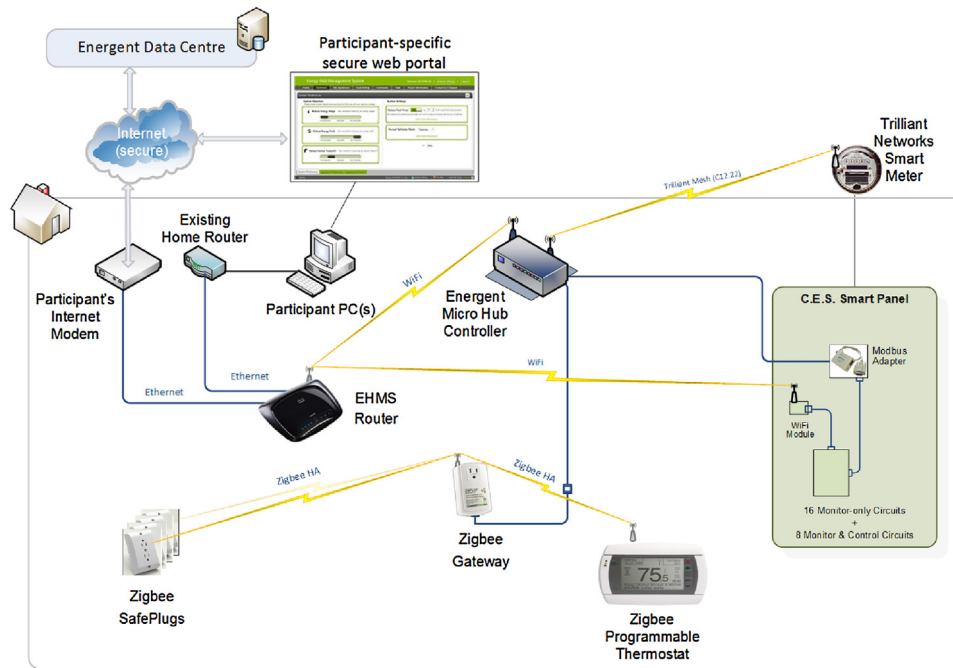 Energent Data Centre
Participant-specific
secure web portal
Internet
(secure)
Trilliant
Networks
Smart
Meter
Trilliant Mesh (C12.22)
Existing
Home Router
WiFi
Participant's
Internet
Modem
Participant PC(s)
Energent
Micro Hub
Controller
C.E.S. Smart Panel
Modbus
Adapter
WiFi
Ethernet
Ethernet
EHMS
Router
WiFi
Module
Zigbee HA
Zigbee HA
16 Monitor-only Circuits
+
8 Monitor & Control Circuits
Zigbee
Gateway
75.5
Zigbee
SafePlugs
Zigbee
Programmable
Thermostat